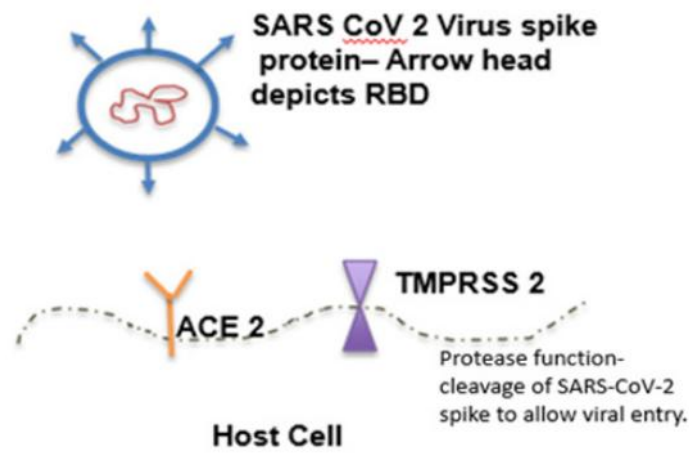 SARS CoV 2 Virus spike
protein– Arrow head
depicts RBD
TMPRSS 2
ACE 2
Protease function-
cleavage of SARS-CoV-2
spike to allow viral entry.
Host Cell